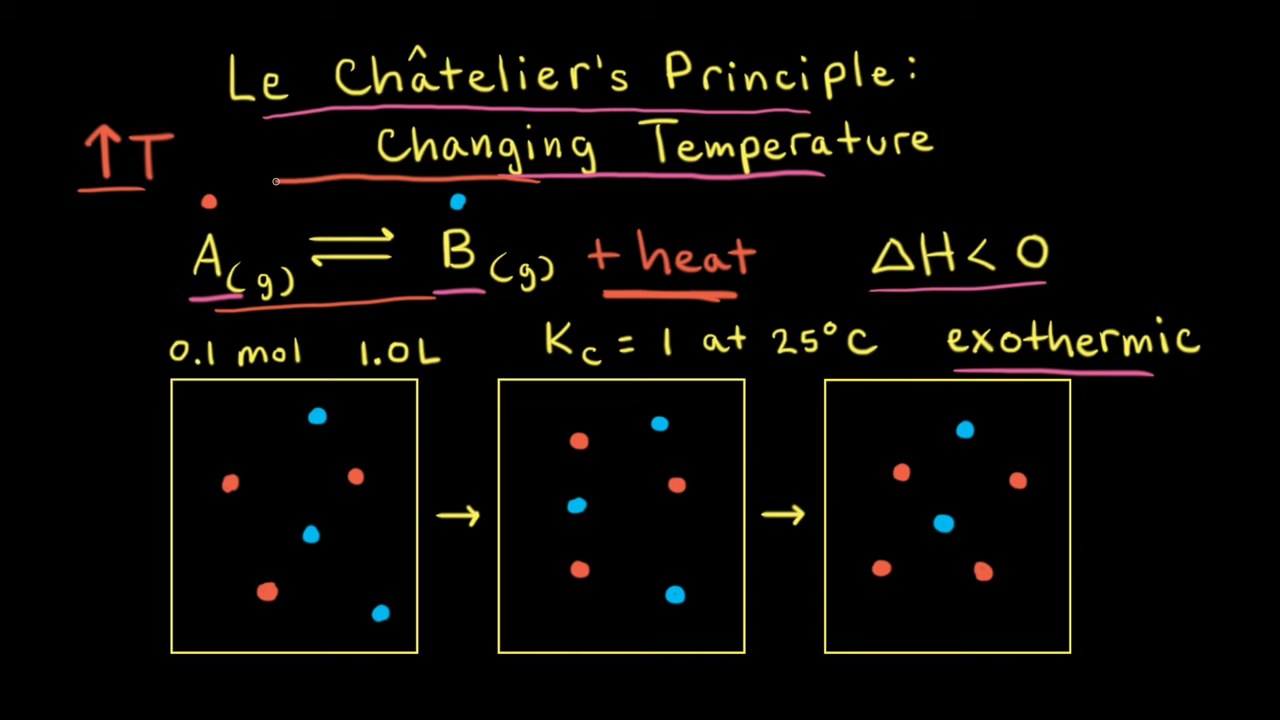 Le Châtelier's Principle:
↑T Changing Temperature
A(g) ⇌ B(g) + heat ΔH < 0
0.1 mol 1.0L Kc = 1 at 25°C exothermic